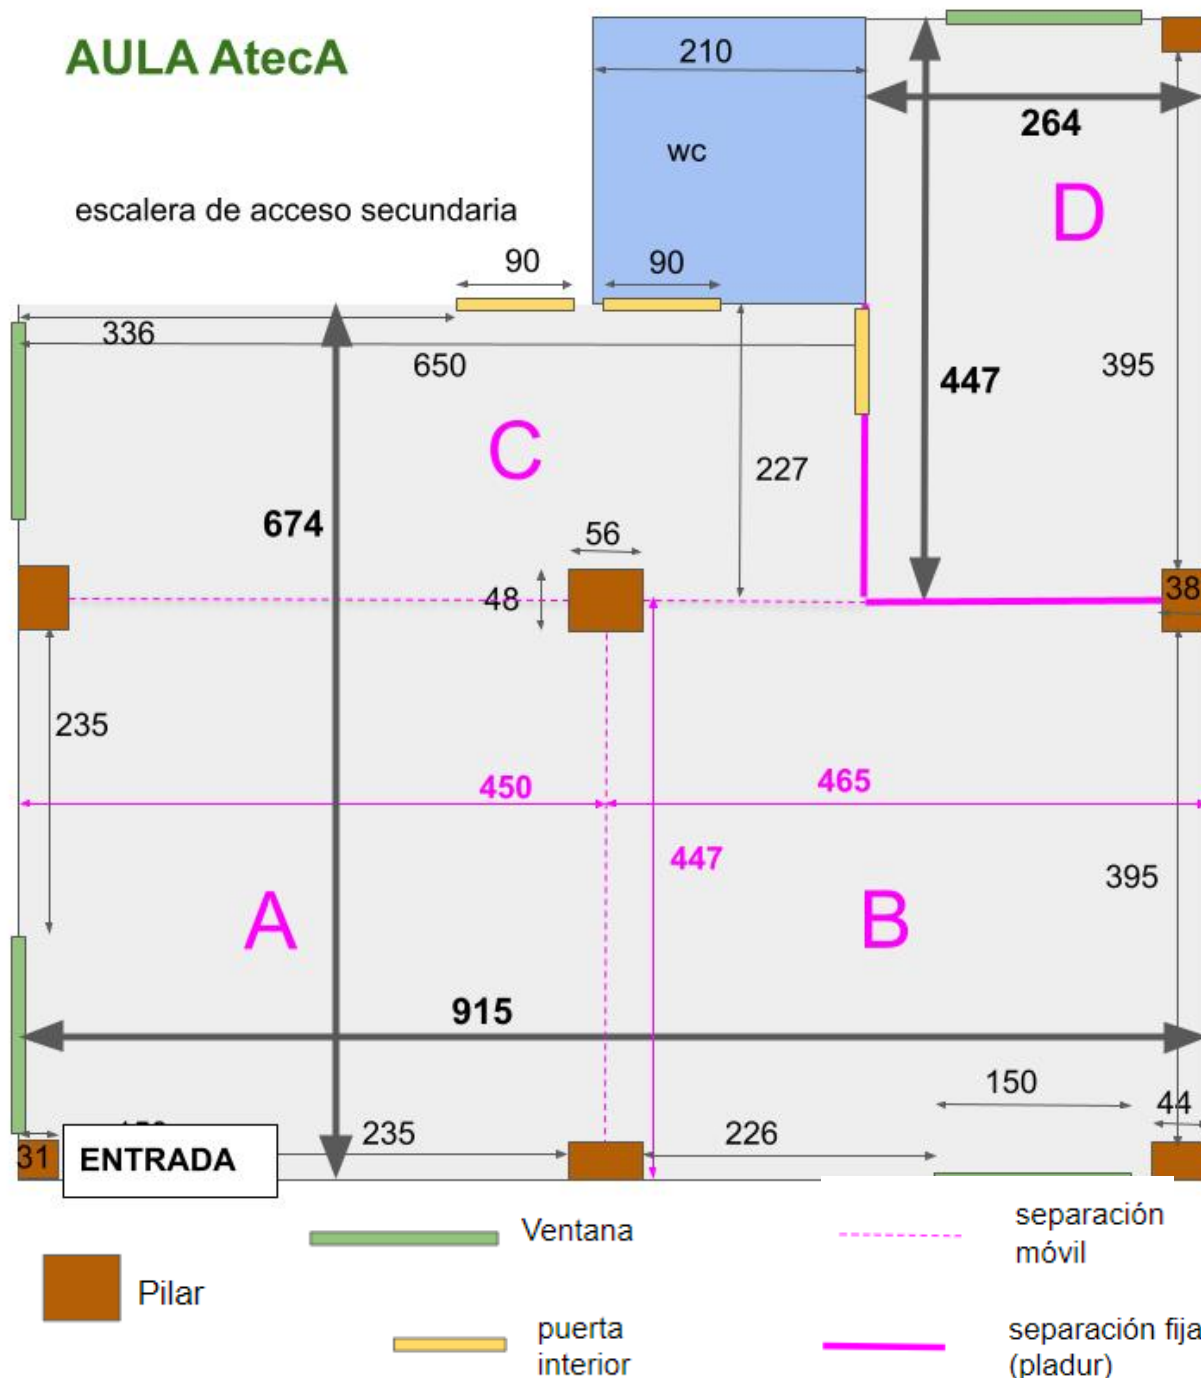 AULA AtecA
210
264
wc
D
escalera de acceso secundaria
90
90
336
650
447
395
C
227
674
56
48
38
235
450
465
447
395
A
B
915
150
44
235
226
31
ENTRADA
Ventana
separación
móvil
Pilar
puerta
interior
separación fija
(pladur)